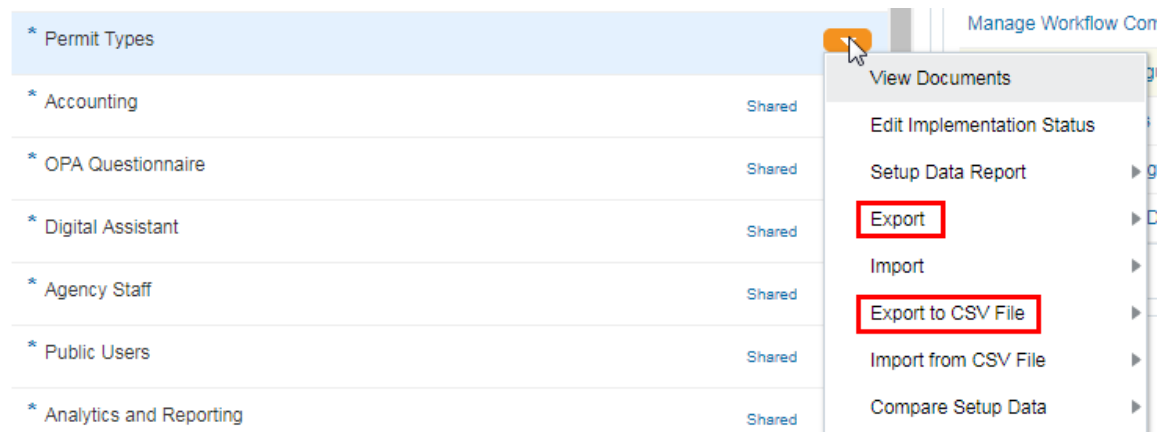 * Permit Types
* Accounting
Shared
* OPA Questionnaire
Shared
* Digital Assistant
Shared
* Agency Staff
Shared
* Public Users
Shared
* Analytics and Reporting
Shared
Manage Workflow
View Documents
Edit Implementation Status
Setup Data Report
Export
Import
Export to CSV File
Import from CSV File
Compare Setup Data